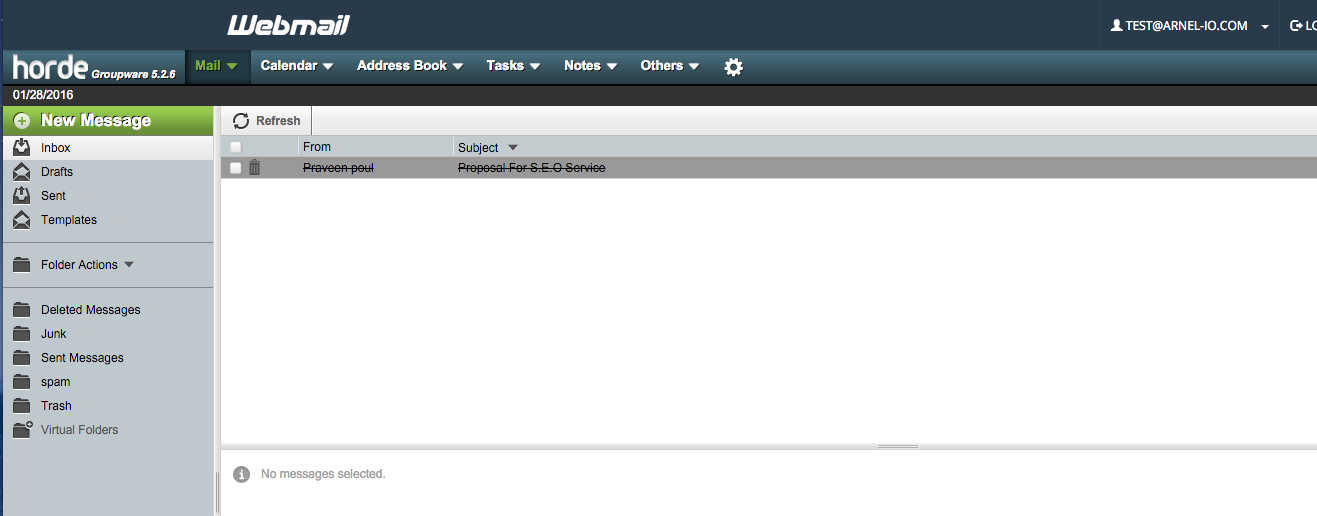 Webmail
TEST@ARNEL-IO.COM
LO
horde Groupware 5.2.6
Mail Calendar Address Book Tasks Notes Others
01/28/2016
New Message
Refresh
Inbox
From Subject
Drafts
Praveen poul Proposal For S.E.O Service
Sent
Templates
Folder Actions
Deleted Messages
Junk
Sent Messages
spam
Trash
Virtual Folders
No messages selected.